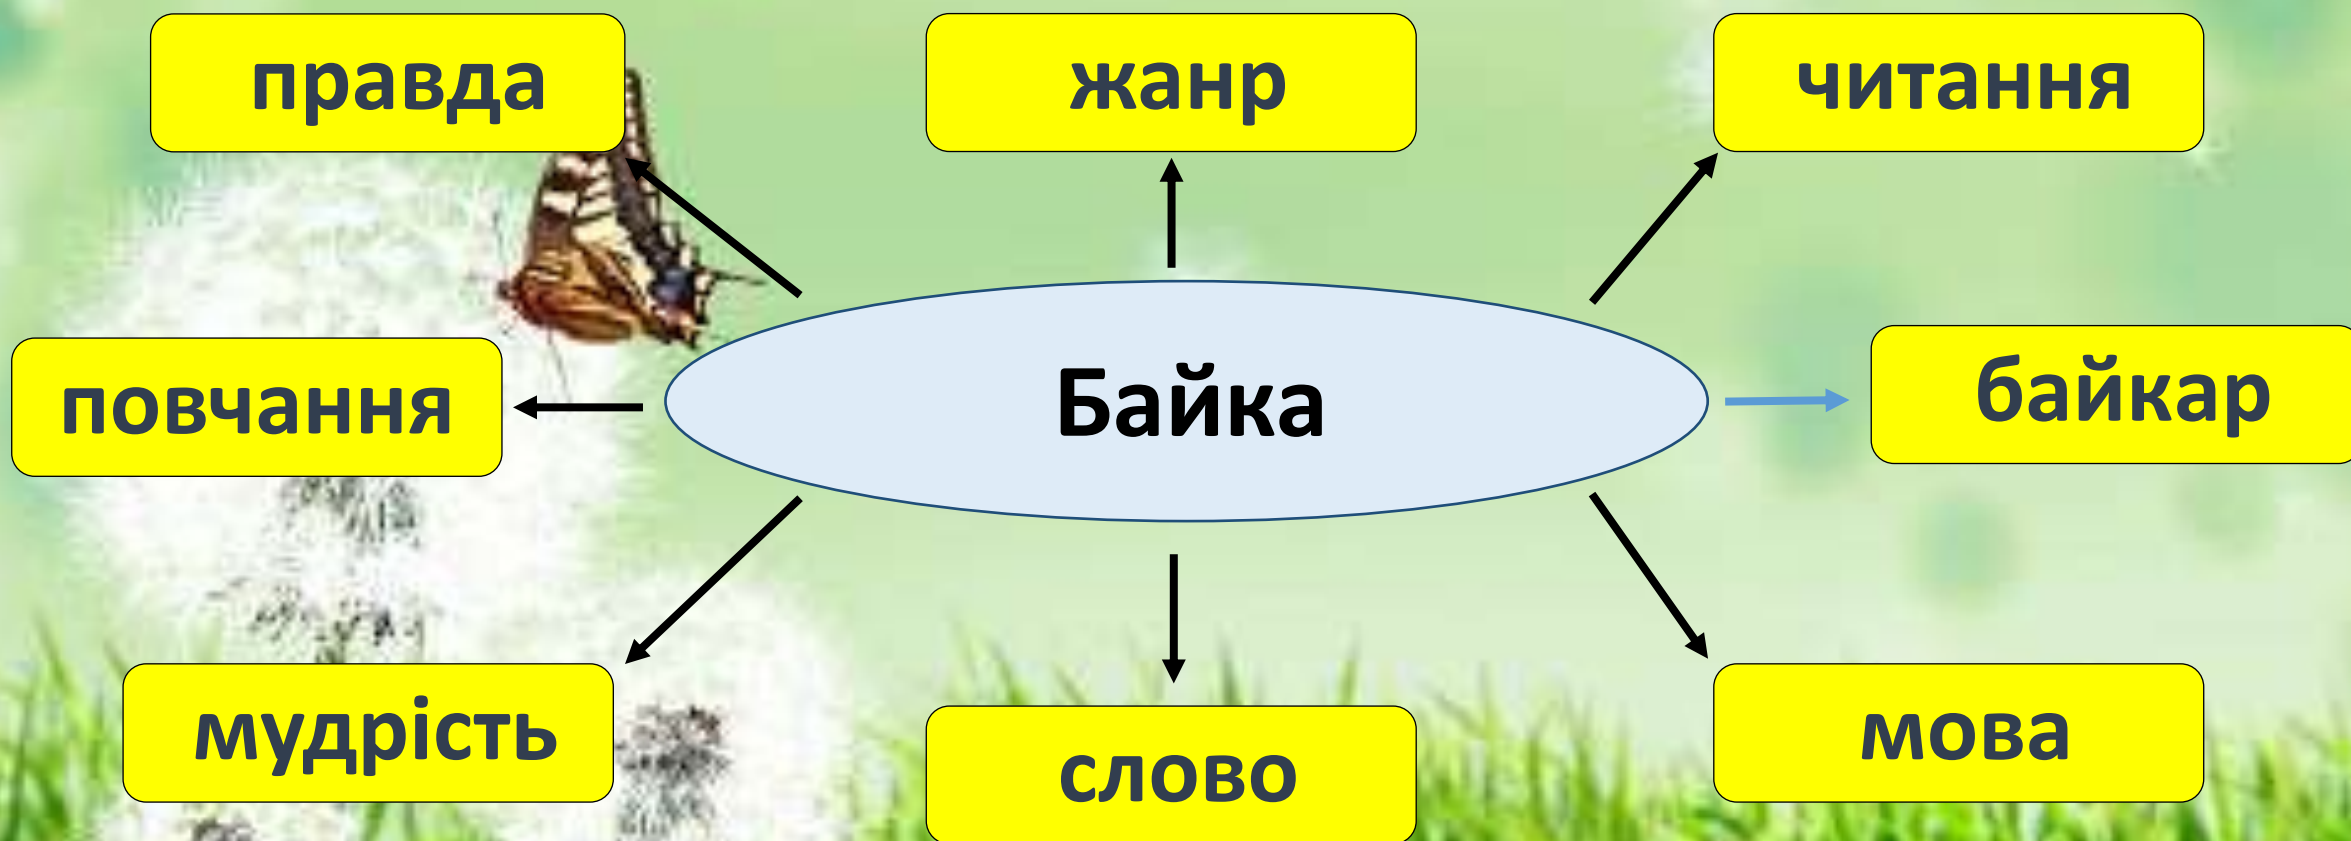 правда
жанр
читання
повчання
Байка
байкар
мудрість
слово
мова